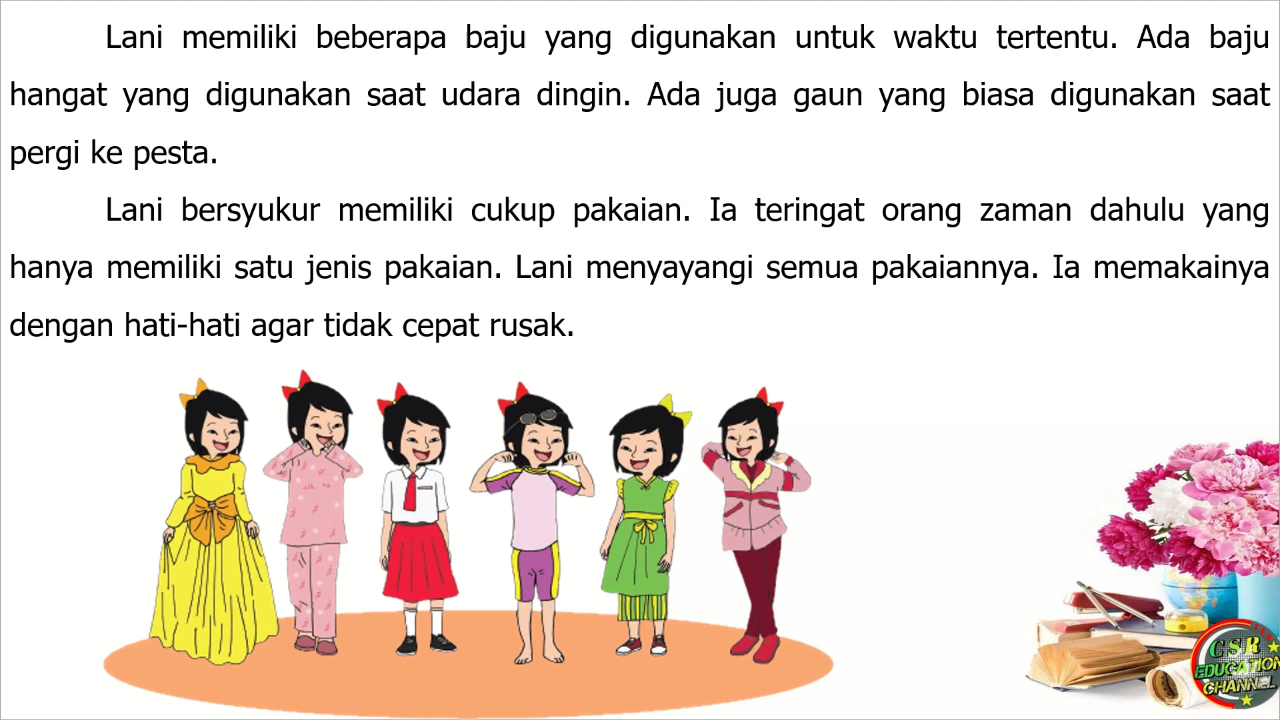 Lani memiliki beberapa baju yang digunakan untuk waktu tertentu. Ada baju
hangat yang digunakan saat udara dingin. Ada juga gaun yang biasa digunakan saat
pergi ke pesta.
Lani bersyukur memiliki cukup pakaian. Ia teringat orang zaman dahulu yang
hanya memiliki satu jenis pakaian. Lani menyayangi semua pakaiannya. Ia memakainya
dengan hati-hati agar tidak cepat rusak.
CSR
EDUCATION
CHANNEL